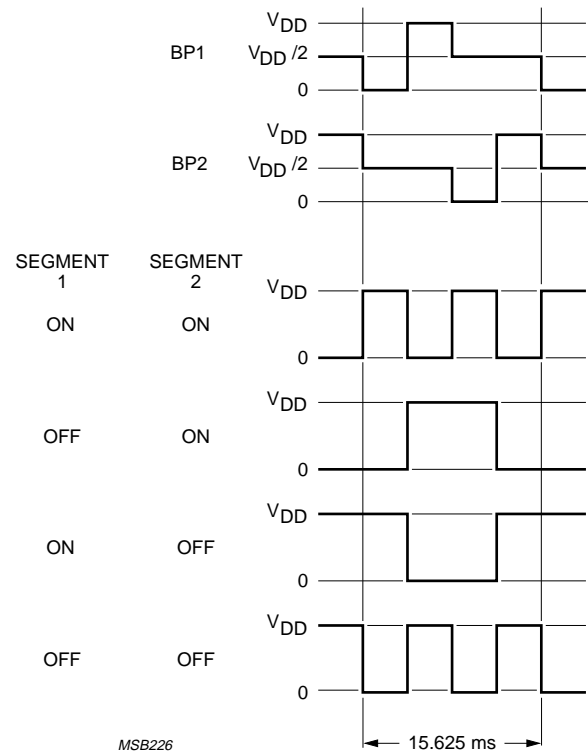 VDD
BP1 VDD /2
0
VDD
BP2 VDD /2
0
SEGMENT 1 SEGMENT 2
VDD
ON ON
0
VDD
OFF ON
0
VDD
ON OFF
0
VDD
OFF OFF
0
MSB226 15.625 ms